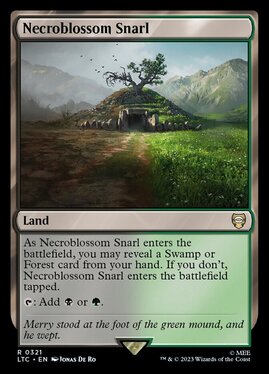 Necroblossom Snarl
Land
As Necroblossom Snarl enters the
battlefield, you may reveal a Swamp or
Forest card from your hand. If you don't,
Necroblossom Snarl enters the battlefield
tapped.
: Add or .
Merry stood at the foot of the green mound, and
he wept.
R 0321
LTC • EN JONAS DE RO
© MEE
™ & © 2023 Wizards of the Coast